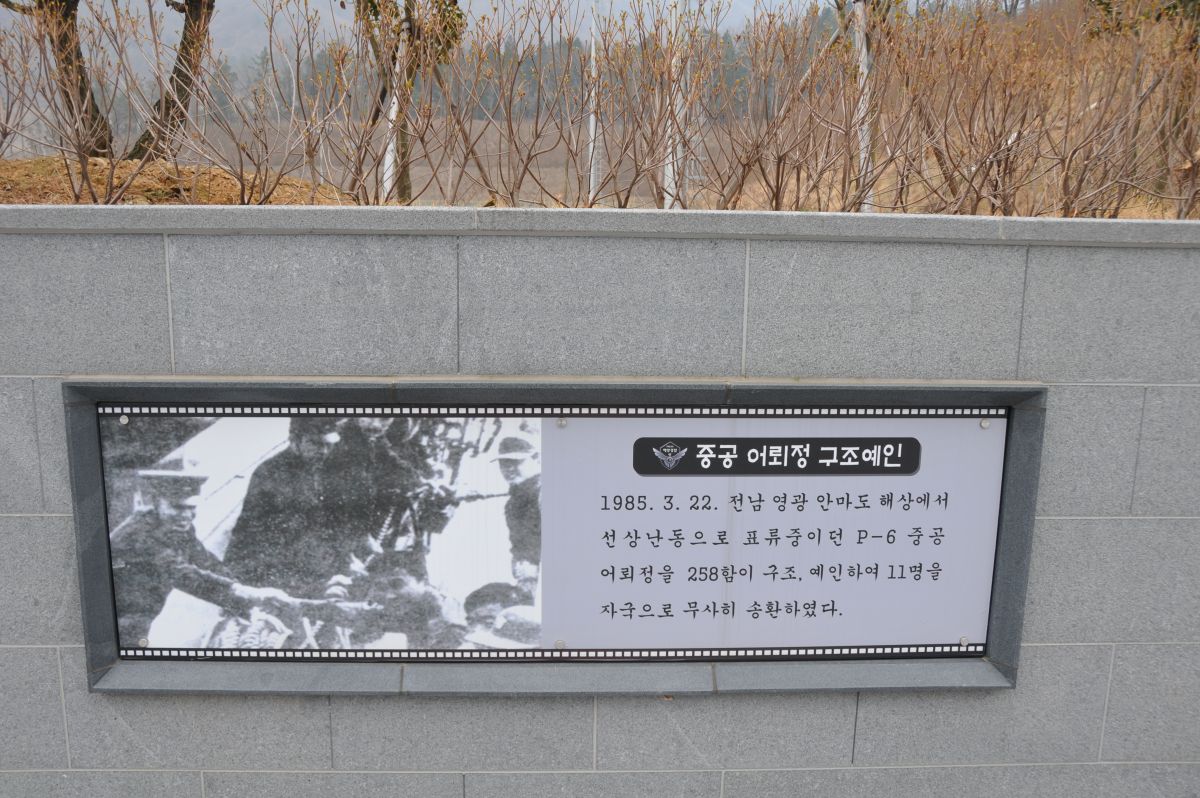 중공 어뢰정 구조예인
1985. 3. 22. 전남 영광 안마도 해상에서
선상난동으로 표류중이던 P-6 중공
어뢰정을 258함이 구조, 예인하여 11명을
자국으로 무사히 송환하였다.